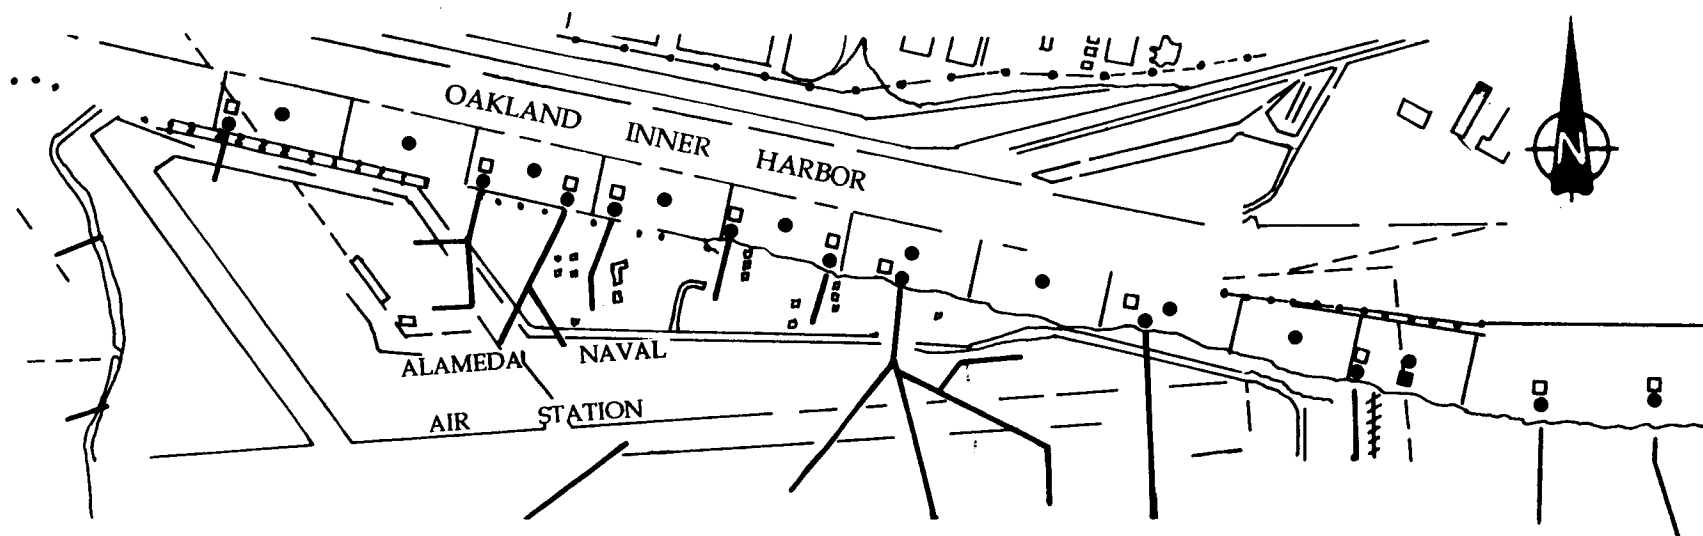 OAKLAND INNER HARBOR
N
ALAMEDA NAVAL
AIR STATION